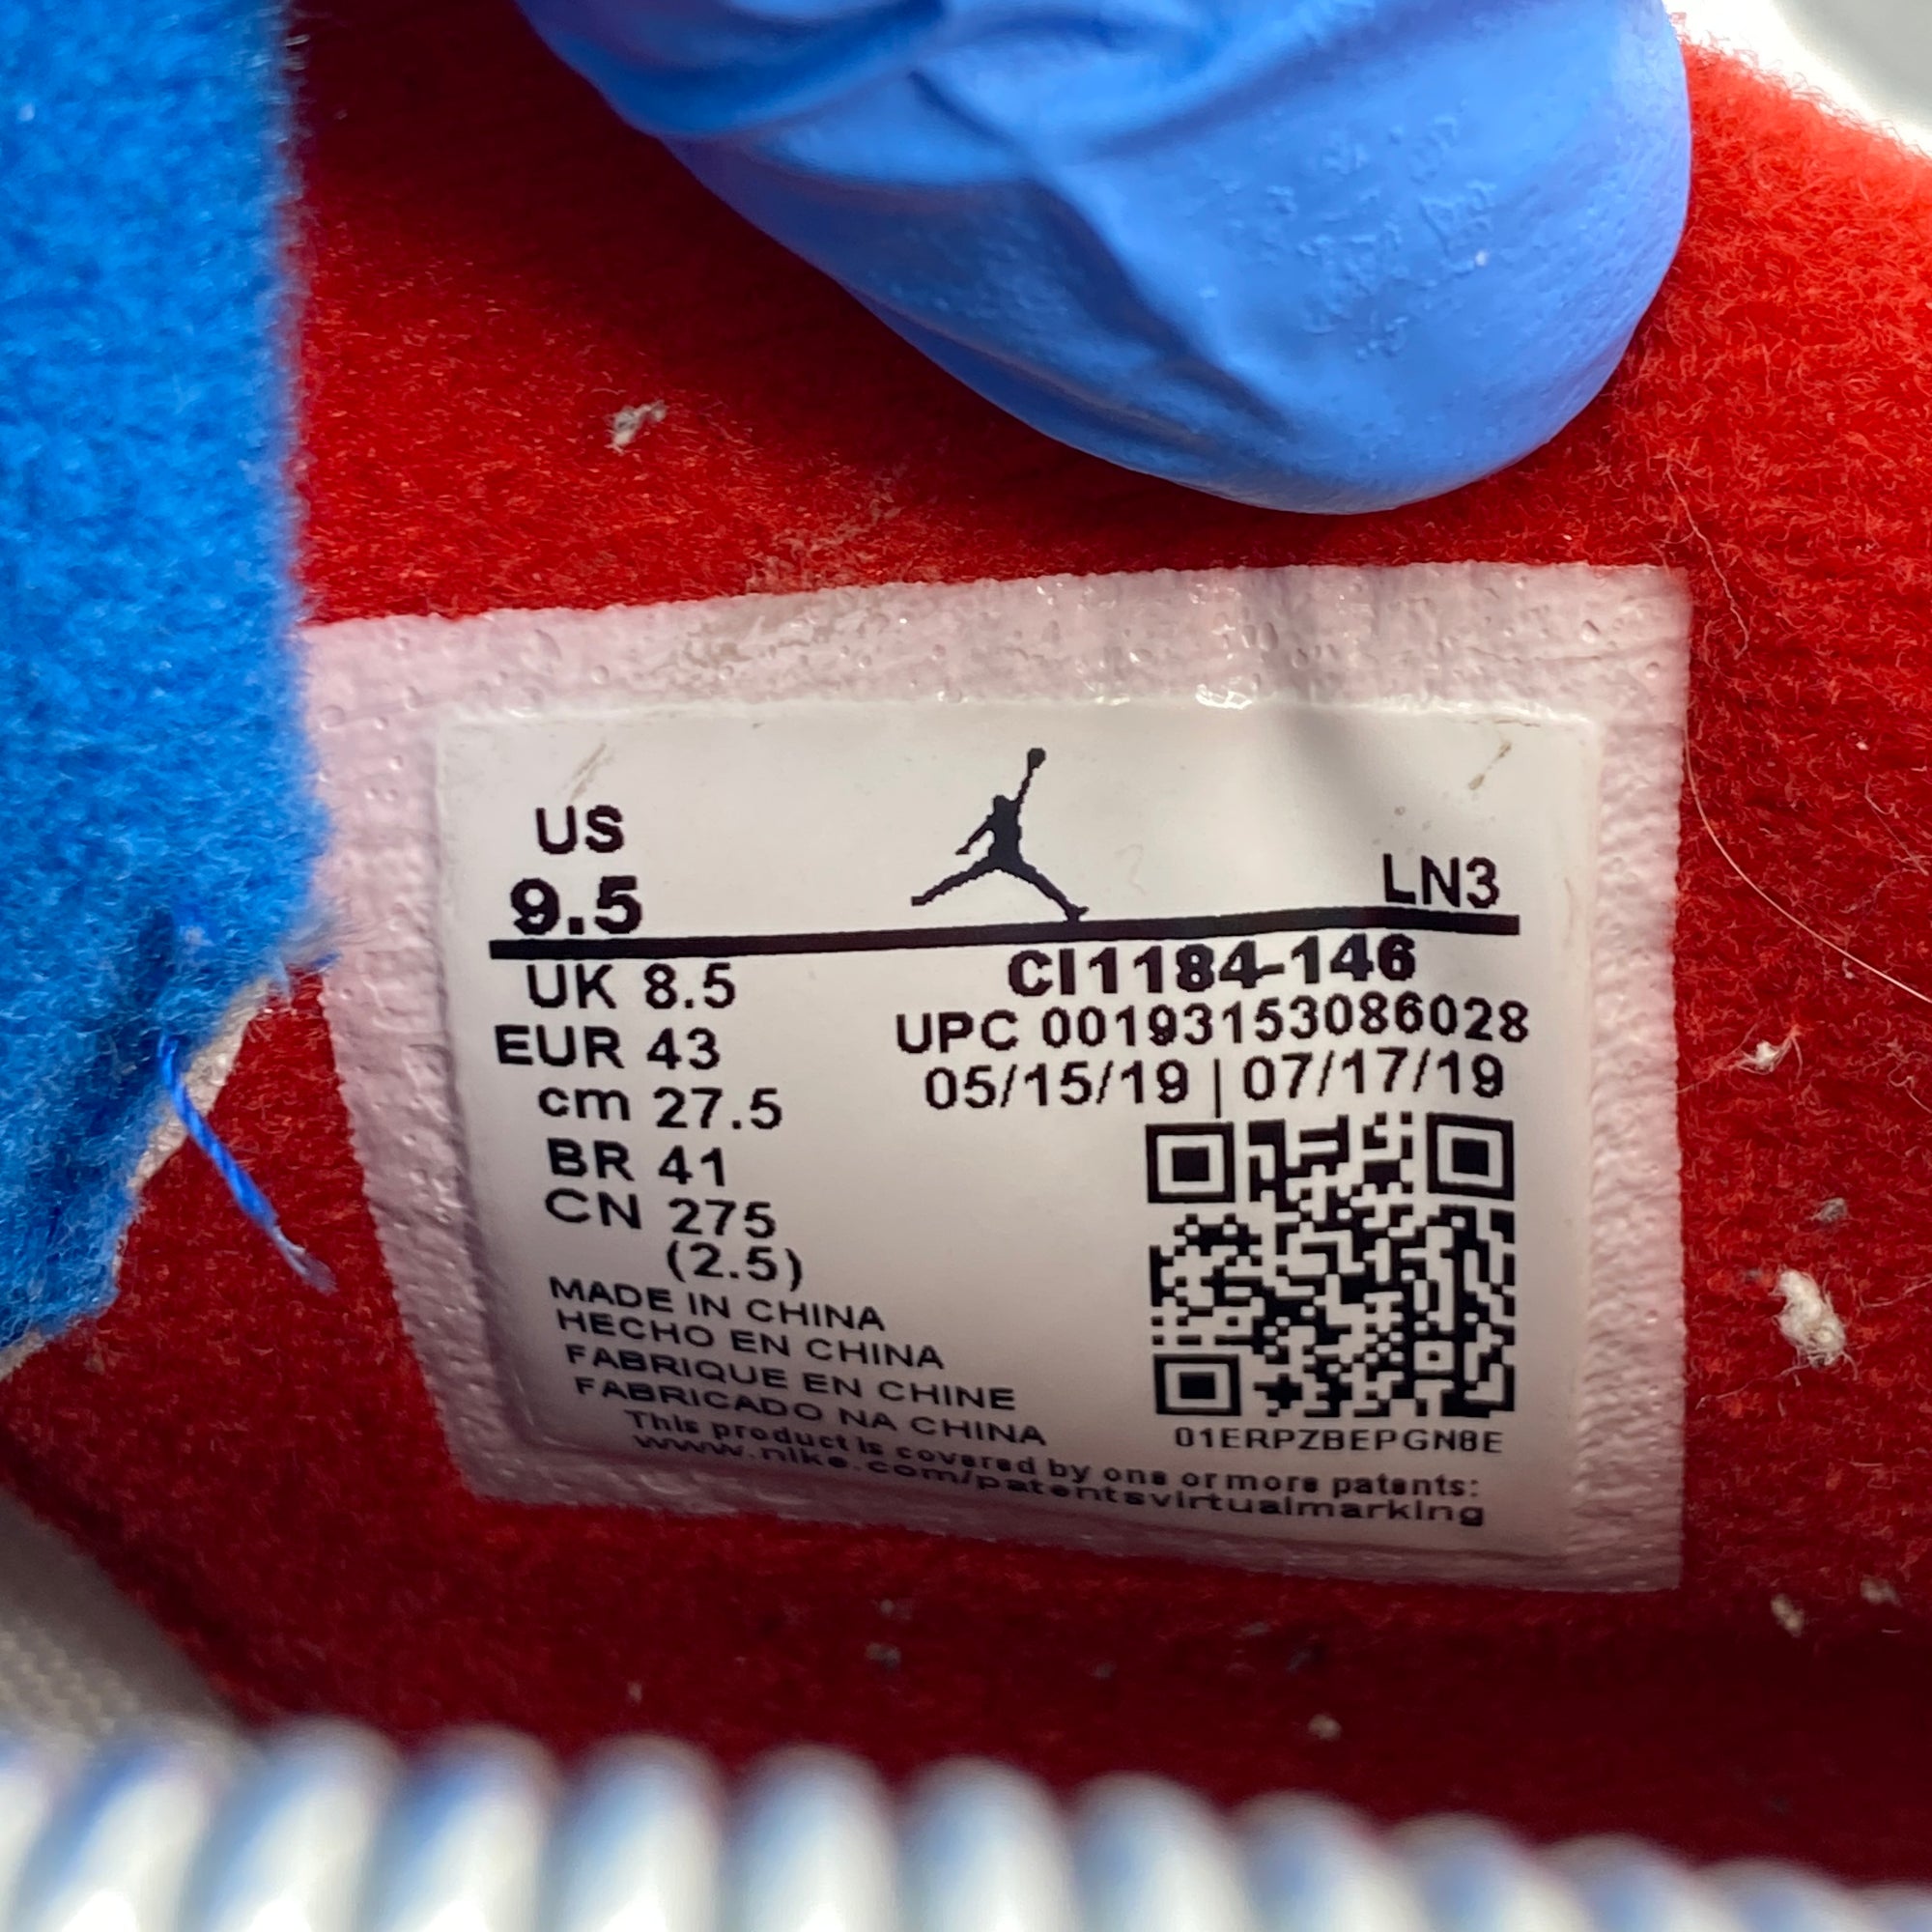 US
9.5
LN3
UK 8.5
CI1184-146
EUR 43
UPC 00193153086028
cm 27.5
05/15/19 | 07/17/19
BR 41
CN 275
(2.5)
MADE IN CHINA
HECHO EN CHINA
FABRIQUE EN CHINE
FABRICADO NA CHINA
01ERPZBEPGN8E
This product is covered by one or more patents:
www.nike.com/patentsvirtualmarking